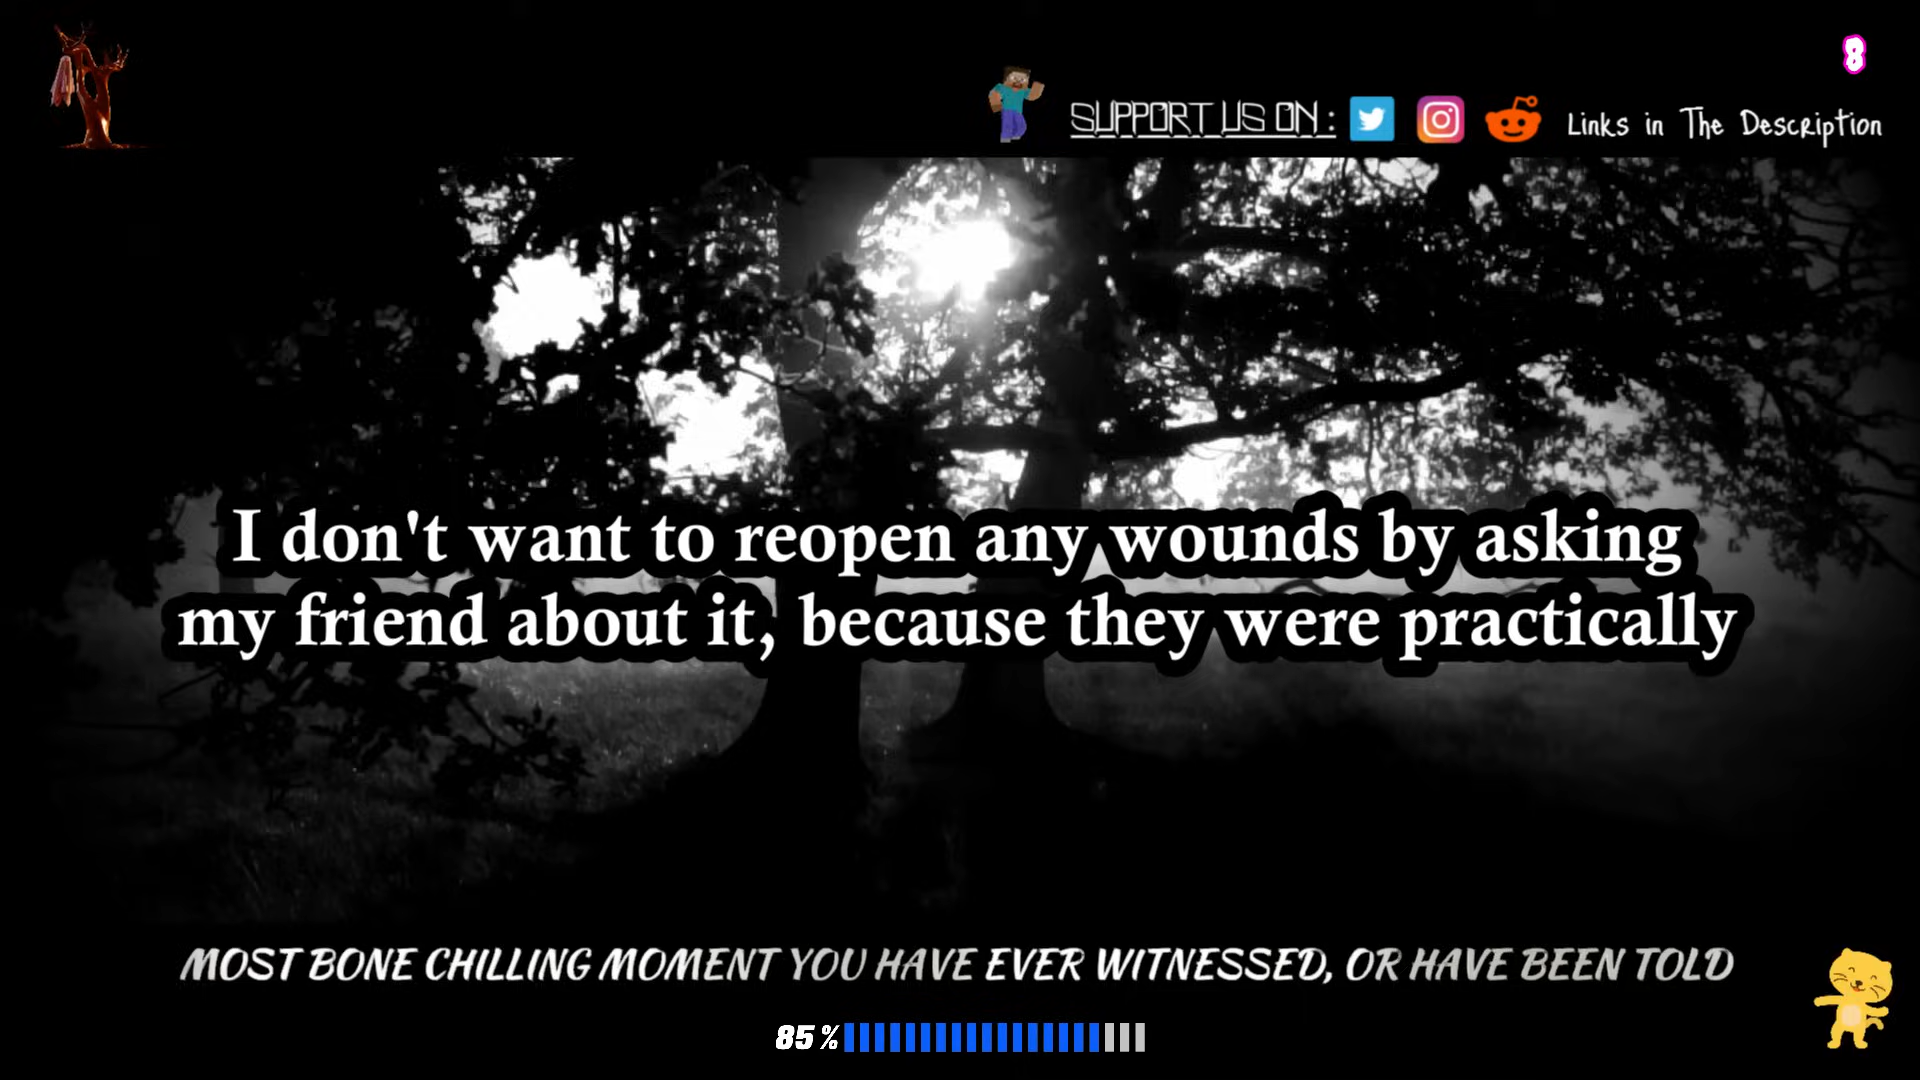 8
SUPPORT US ON : Links in The Description
I don't want to reopen any wounds by asking
my friend about it, because they were practically
MOST BONE CHILLING MOMENT YOU HAVE EVER WITNESSED, OR HAVE BEEN TOLD
85%